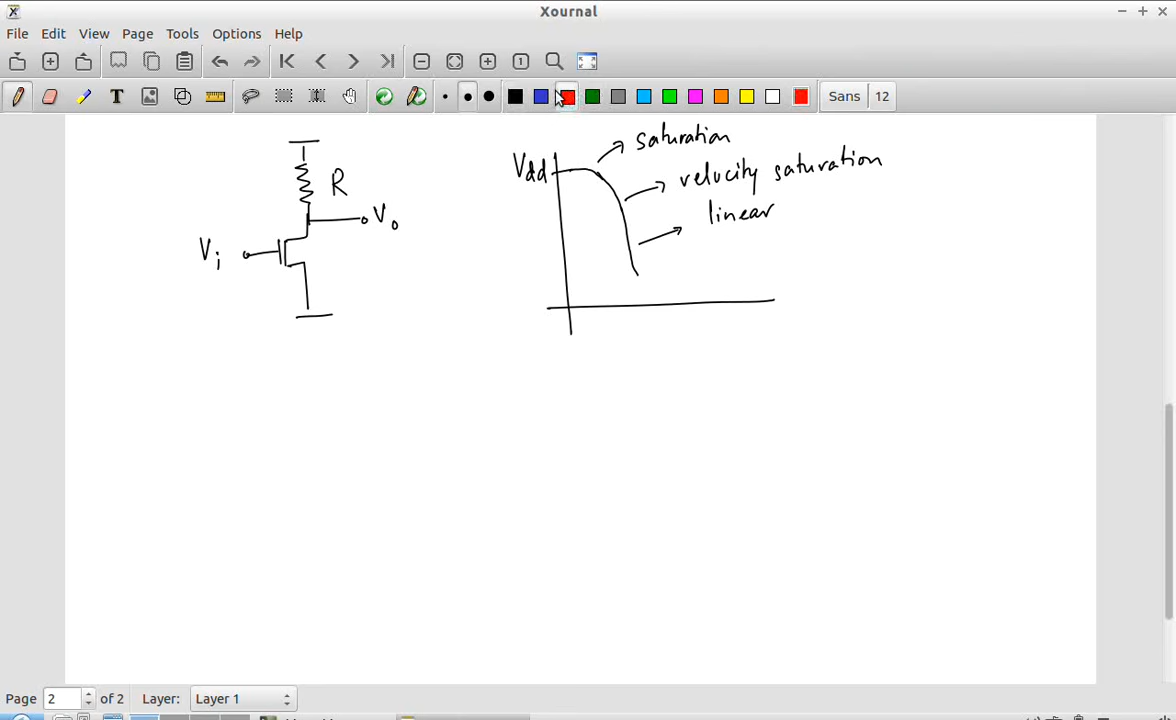 Xournal
File Edit View Page Tools Options Help
Sans 12
saturation
Vdd
velocity saturation
R
linear
Vo
Vi
Page 2 of 2 Layer: Layer 1